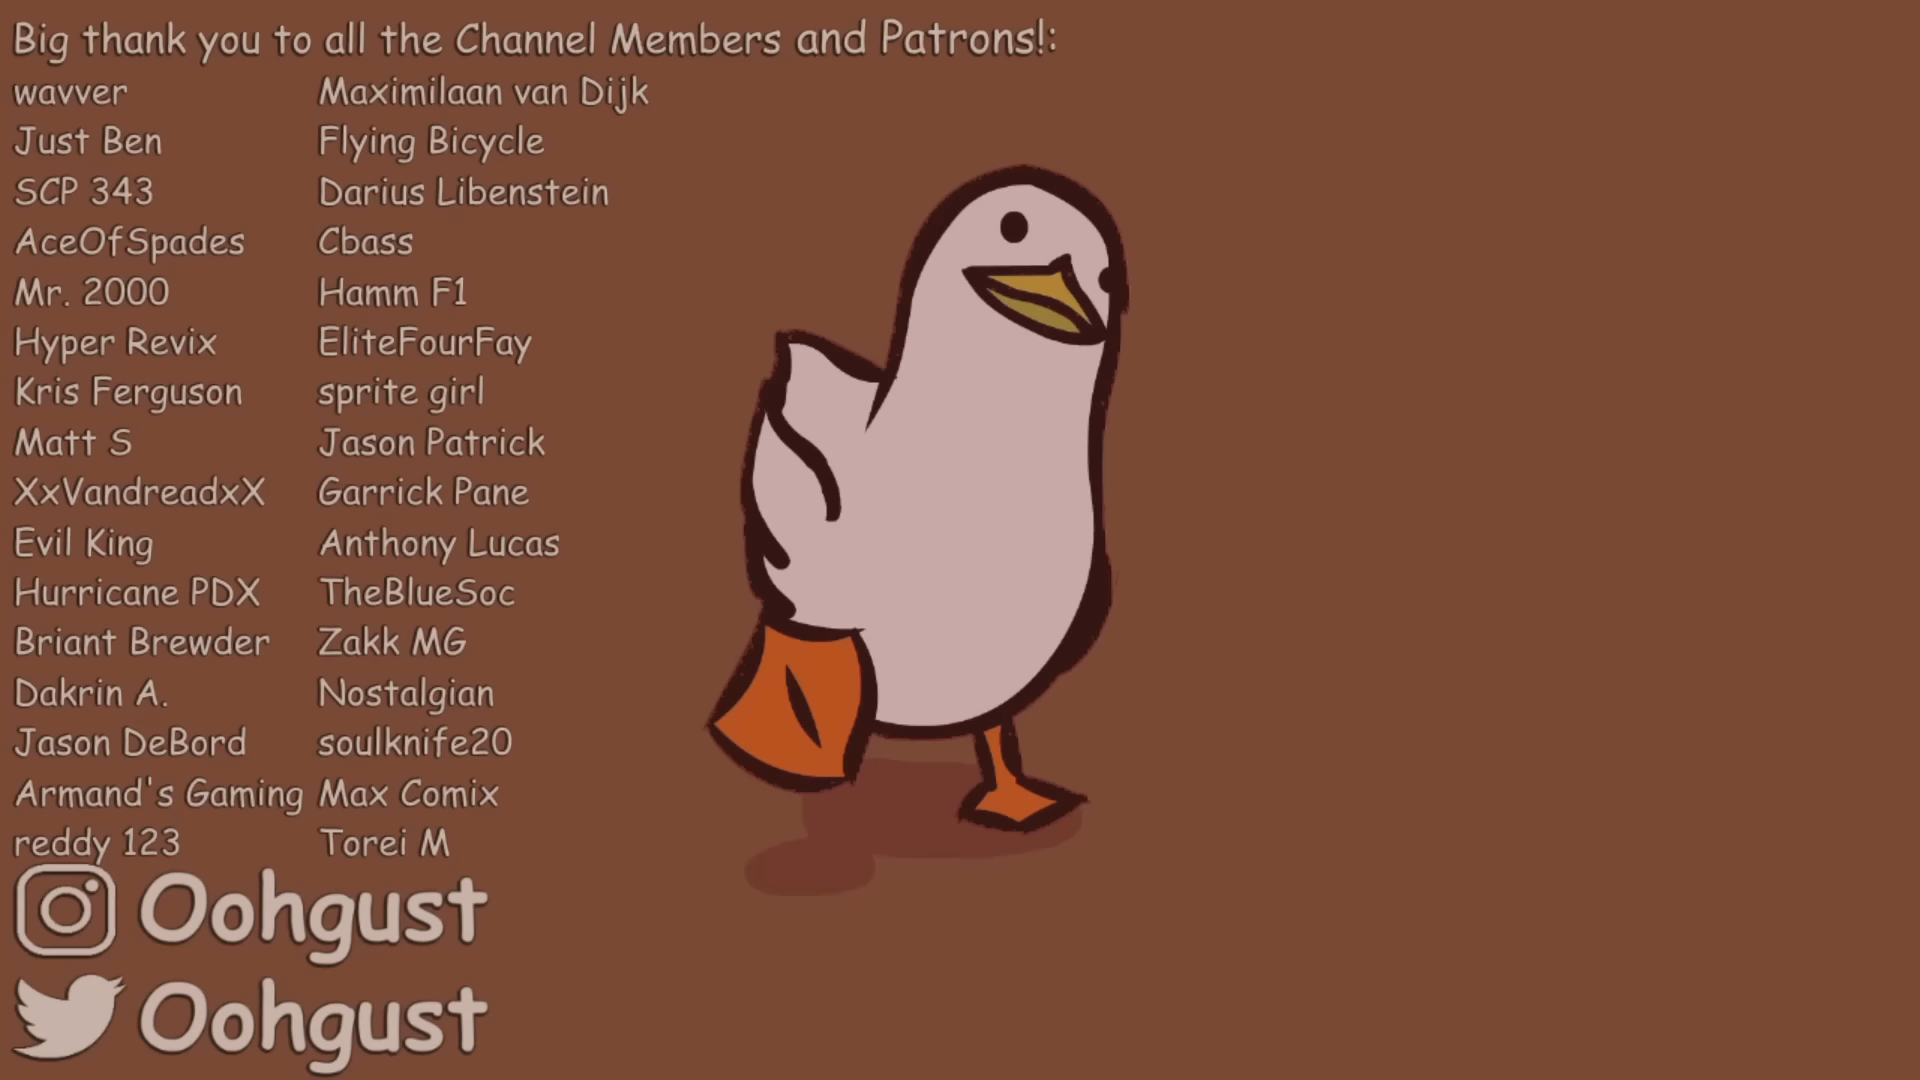 Big thank you to all the Channel Members and Patrons!:
wavver Maximilaan van Dijk
Just Ben Flying Bicycle
SCP 343 Darius Libenstein
AceOfSpades Cbass
Mr. 2000 Hamm F1
Hyper Revix EliteFourFay
Kris Ferguson sprite girl
Matt S Jason Patrick
XxVandreadxX Garrick Pane
Evil King Anthony Lucas
Hurricane PDX TheBlueSoc
Briant Brewder Zakk MG
Dakrin A. Nostalgian
Jason DeBord soulknife20
Armand's Gaming Max Comix
reddy 123 Torei M
Oohgust
Oohgust